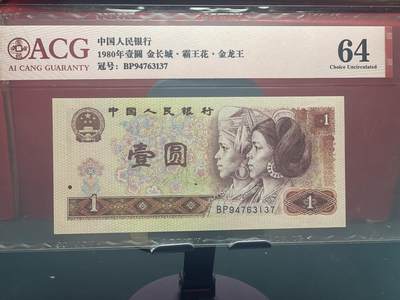 ACG
AI CANG GUARANTY
中国人民银行
1980年壹圓 金长城·霸王花·金龙王
冠号: BP94763137
64
Choice Uncirculated
中国人民银行
1
壹圆
1
BP94763137
1